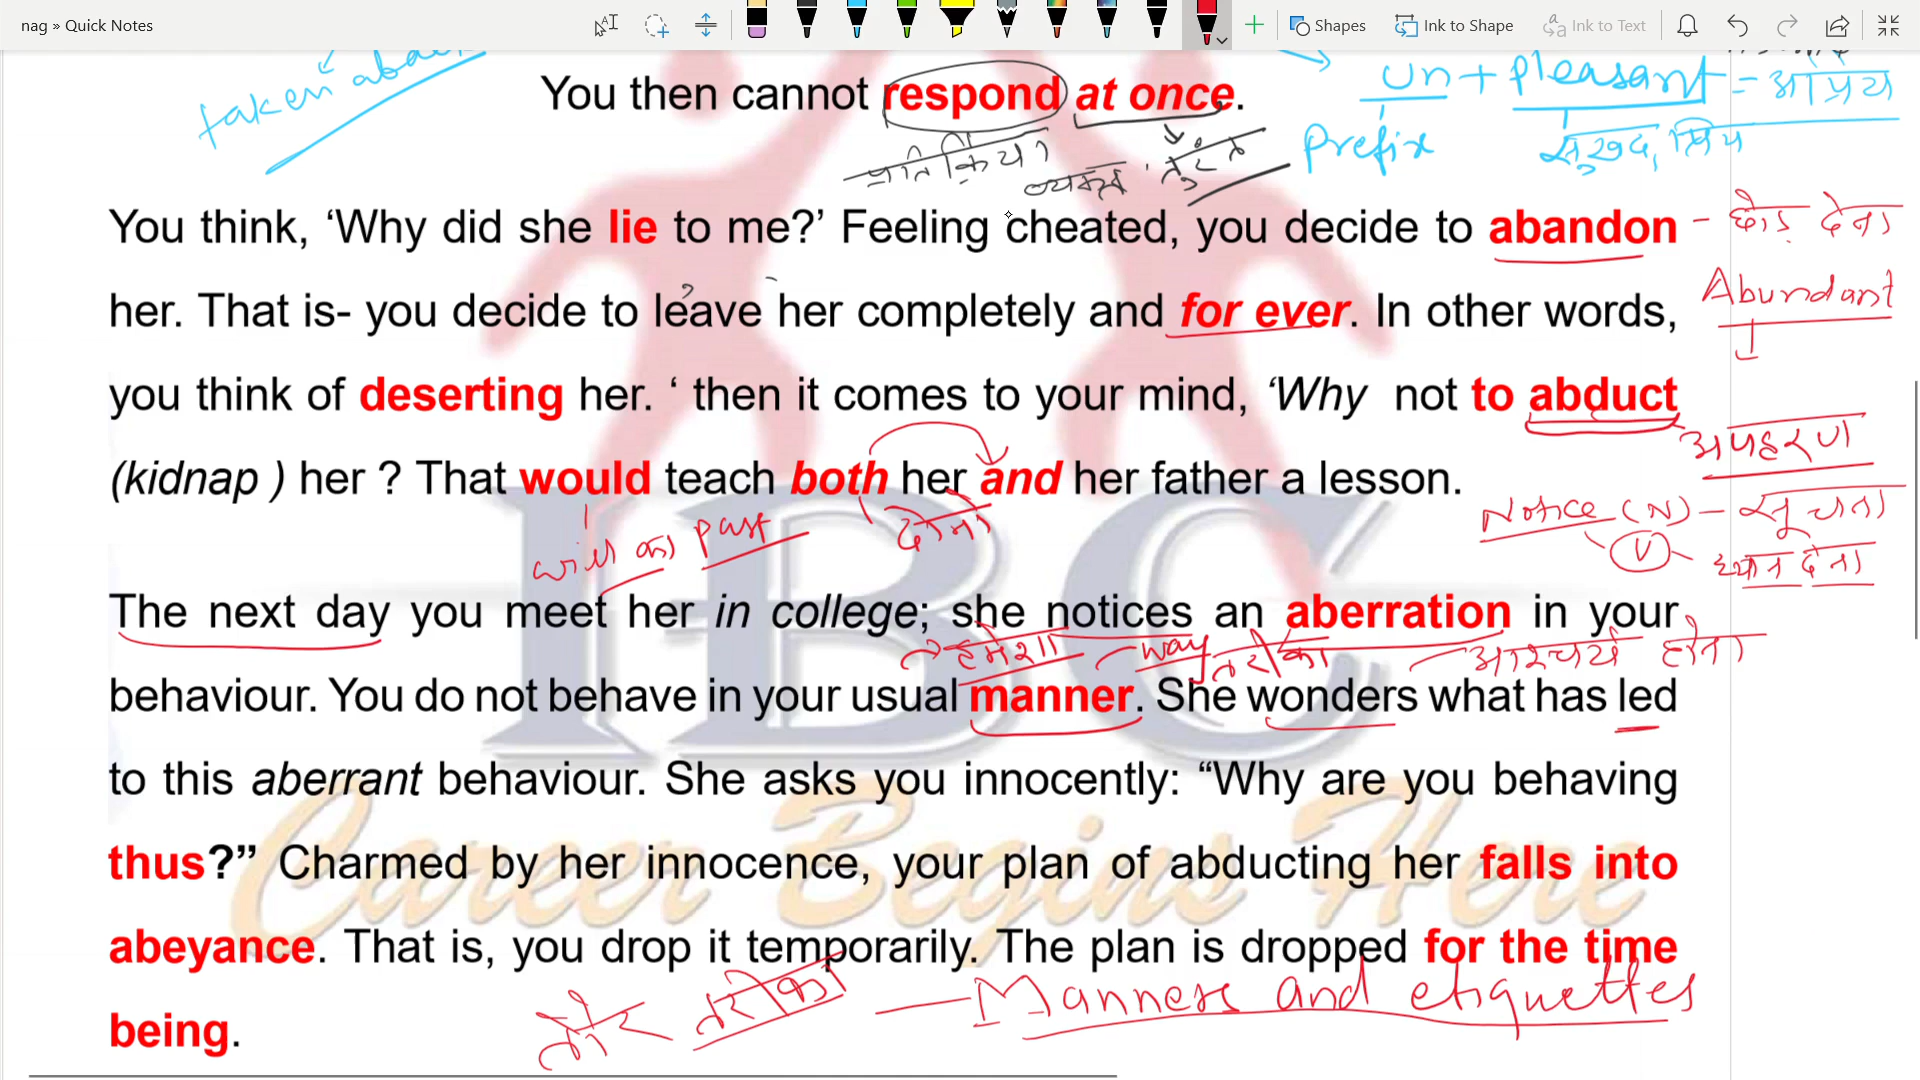 nag » Quick Notes
Shapes
Ink to Shape
Ink to Text
taken aback
You then cannot respond at once.
un + pleasant = अप्रिय
prefix
सुखद, प्रिय
प्रतिक्रिया
व्यक्त
तुरंत
You think, ‘Why did she lie to me?’ Feeling cheated, you decide to abandon
- छोड़ देना
Abundant
her. That is- you decide to leave her completely and for ever. In other words,
you think of deserting her. ‘ then it comes to your mind, ‘Why not to abduct
अपहरण
(kidnap ) her ? That would teach both her and her father a lesson.
will का past
दोनों
Notice (N) - सूचना
(V) - ध्यान देना
The next day you meet her in college; she notices an aberration in your
हमेशा
way तरीका
आश्चर्य होना
behaviour. You do not behave in your usual manner. She wonders what has led
to this aberrant behaviour. She asks you innocently: “Why are you behaving
thus?” Charmed by her innocence, your plan of abducting her falls into
abeyance. That is, you drop it temporarily. The plan is dropped for the time
तौर तरीका — Manners and etiquettes
being.
IBC
Career Begins Here